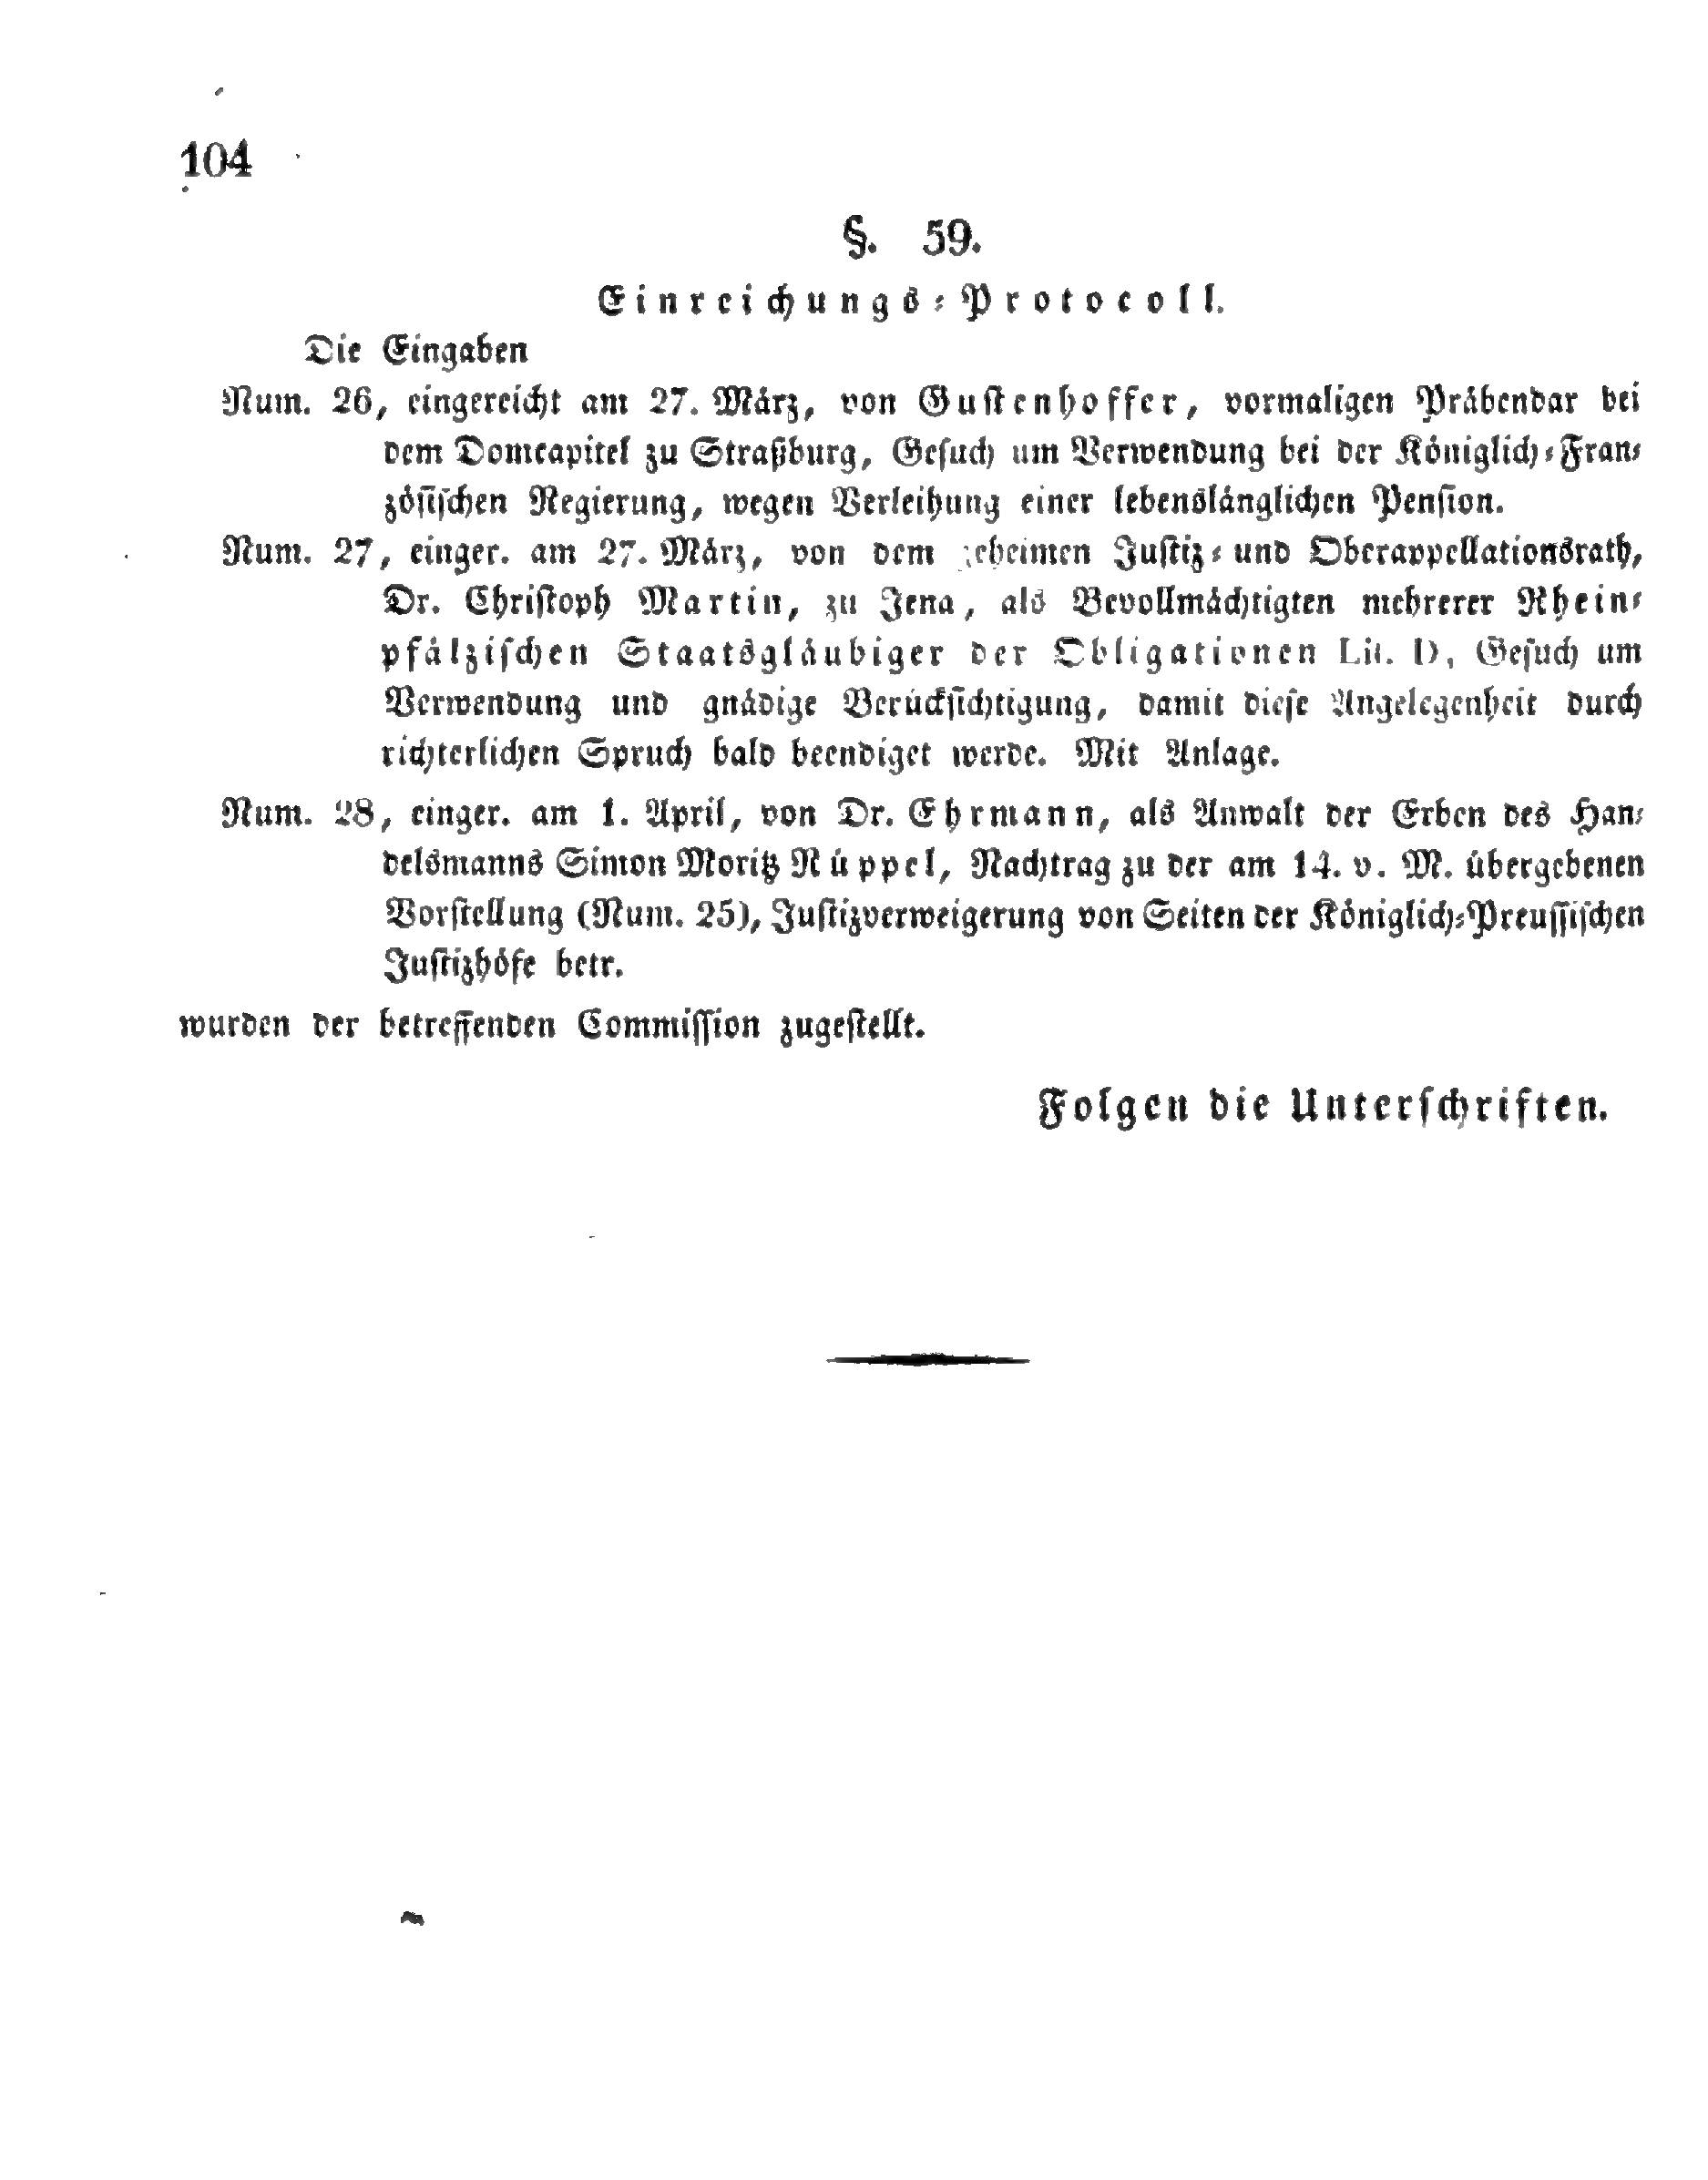 104
§. 59.
Einreichungs-Protocoll.
Die Eingaben
Num. 26, eingereicht am 27. März, von Gustenhoffer, vormaligen Präbendar bei
dem Domcapitel zu Straßburg, Gesuch um Verwendung bei der Königlich-Fran-
zösischen Regierung, wegen Verleihung einer lebenslänglichen Pension.
Num. 27, einger. am 27. März, von dem geheimen Justiz- und Oberappellationsrath,
Dr. Christoph Martin, zu Jena, als Bevollmächtigten mehrerer Rhein-
pfälzischen Staatsgläubiger der Obligationen Lit. D, Gesuch um
Verwendung und gnädige Berücksichtigung, damit diese Angelegenheit durch
richterlichen Spruch bald beendiget werde. Mit Anlage.
Num. 28, einger. am 1. April, von Dr. Ehrmann, als Anwalt der Erben des Han-
delsmanns Simon Moritz Rüppel, Nachtrag zu der am 14. v. M. übergebenen
Vorstellung (Num. 25), Justizverweigerung von Seiten der Königlich-Preussischen
Justizhöfe betr.
wurden der betreffenden Commission zugestellt.
Folgen die Unterschriften.